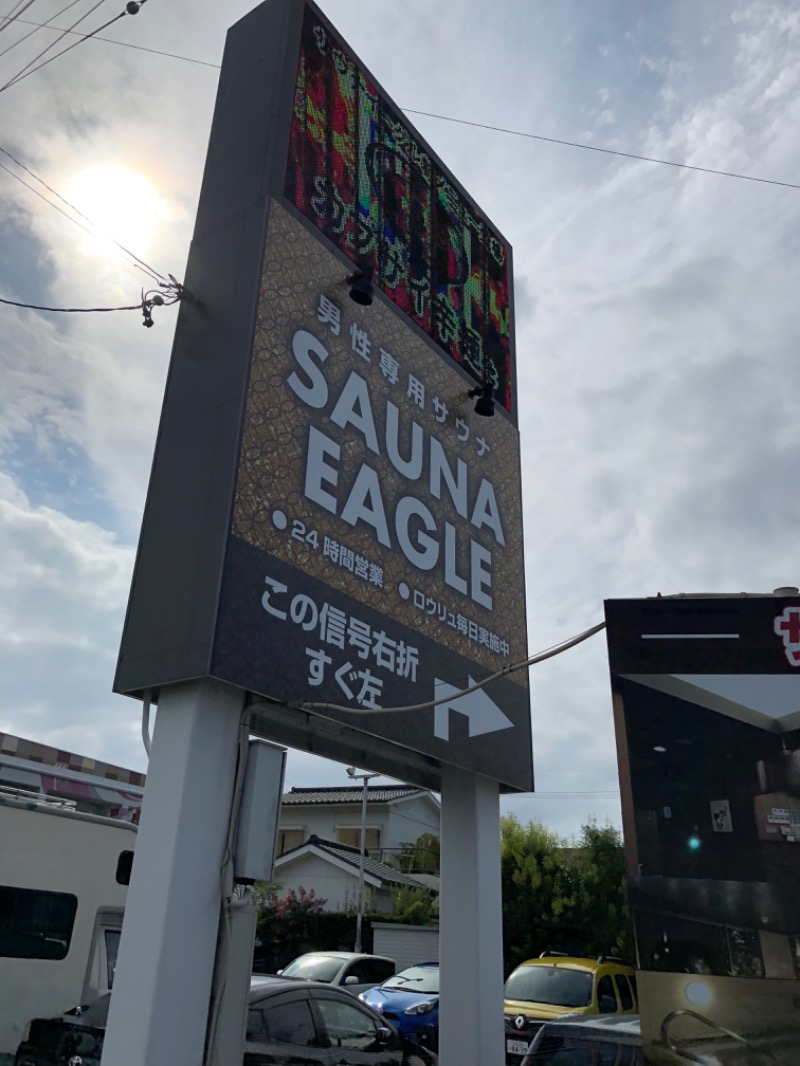 男性専用サウナ
SAUNA
EAGLE
●24時間営業 ●ロウリュ毎日実施中
この信号右折
すぐ左